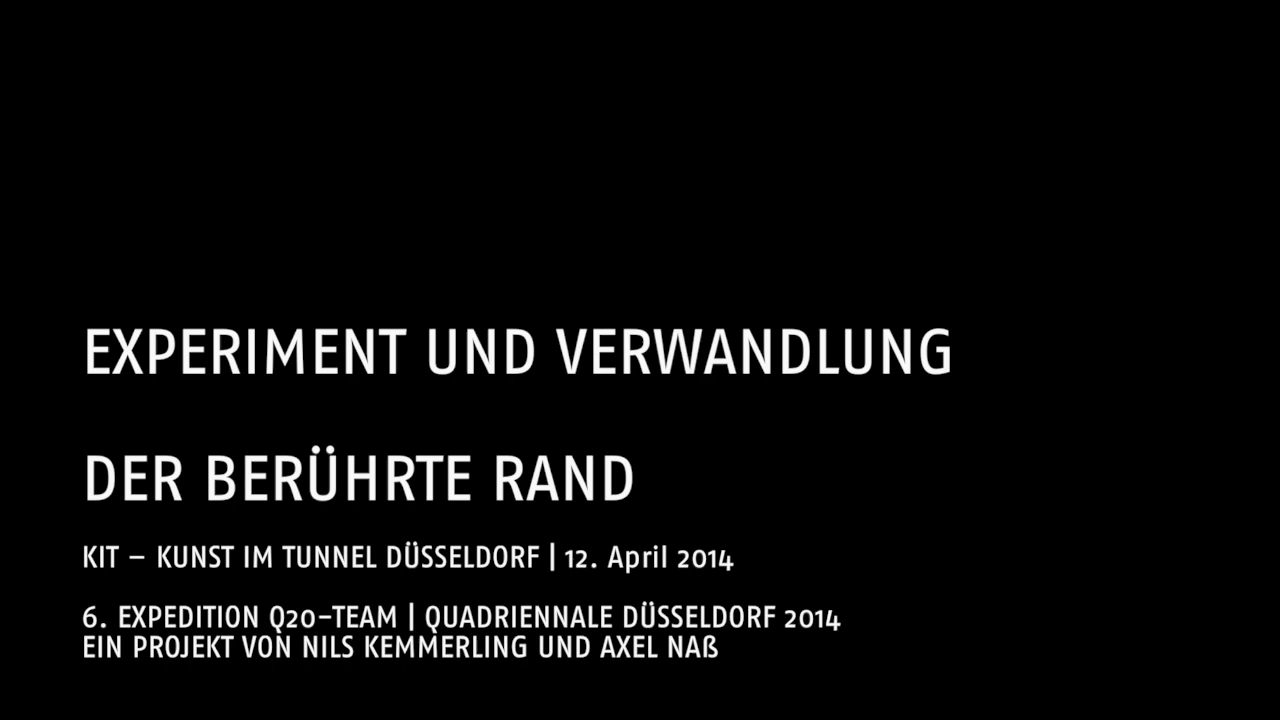 EXPERIMENT UND VERWANDLUNG
DER BERÜHRTE RAND
KIT – KUNST IM TUNNEL DÜSSELDORF | 12. April 2014
6. EXPEDITION Q20-TEAM | QUADRIENNALE DÜSSELDORF 2014
EIN PROJEKT VON NILS KEMMERLING UND AXEL NAß